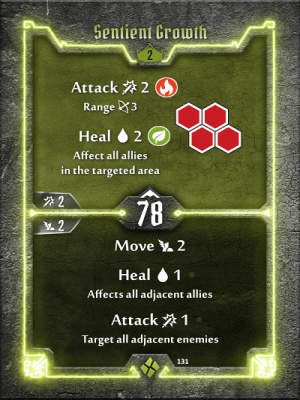 Sentient Growth
2
Attack 2
Range 3
Heal 2
Affect all allies
in the targeted area
2
78
2
Move 2
Heal 1
Affects all adjacent allies
Attack 1
Target all adjacent enemies
131